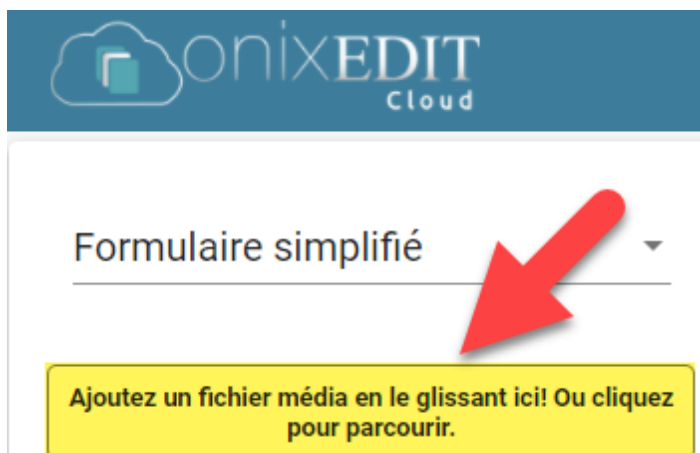 onixEDIT
Cloud
Formulaire simplifié
Ajoutez un fichier média en le glissant ici! Ou cliquez
pour parcourir.